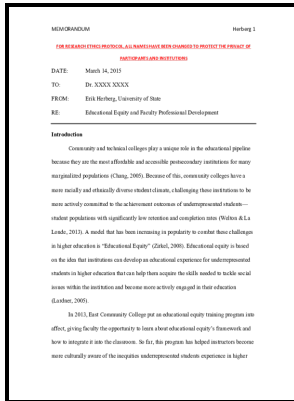 MEMORANDUM Herberg 1
FOR RESEARCH ETHICS PROTOCOL, ALL NAMES HAVE BEEN CHANGED TO PROTECT THE PRIVACY OF
PARTICIPANTS AND INSTITUTIONS
DATE: March 14, 2015
TO: Dr. XXXX XXXX
FROM: Erik Herberg, University of State
RE: Educational Equity and Faculty Professional Development
Introduction
Community and technical colleges play a unique role in the educational pipeline
because they are the most affordable and accessible postsecondary institutions for many
marginalized populations (Chang, 2005). Because of this, community colleges have a
more racially and ethnically diverse student climate, challenging these institutions to be
more actively committed to the achievement outcomes of underrepresented students—
student populations with significantly low retention and completion rates (Welton & La
Londe, 2013). A model that has been increasing in popularity to combat these challenges
in higher education is “Educational Equity” (Zirkel, 2008). Educational equity is based
on the idea that institutions can develop an educational experience for underrepresented
students in higher education that can help them acquire the skills needed to tackle social
issues within the institution and become more actively engaged in their education
(Lardner, 2005).
In 2013, East Community College put an educational equity training program into
affect, giving faculty the opportunity to learn about educational equity’s framework and
how to integrate it into the classroom. So far, this program has helped instructors become
more culturally aware of the inequities underrepresented students experience in higher